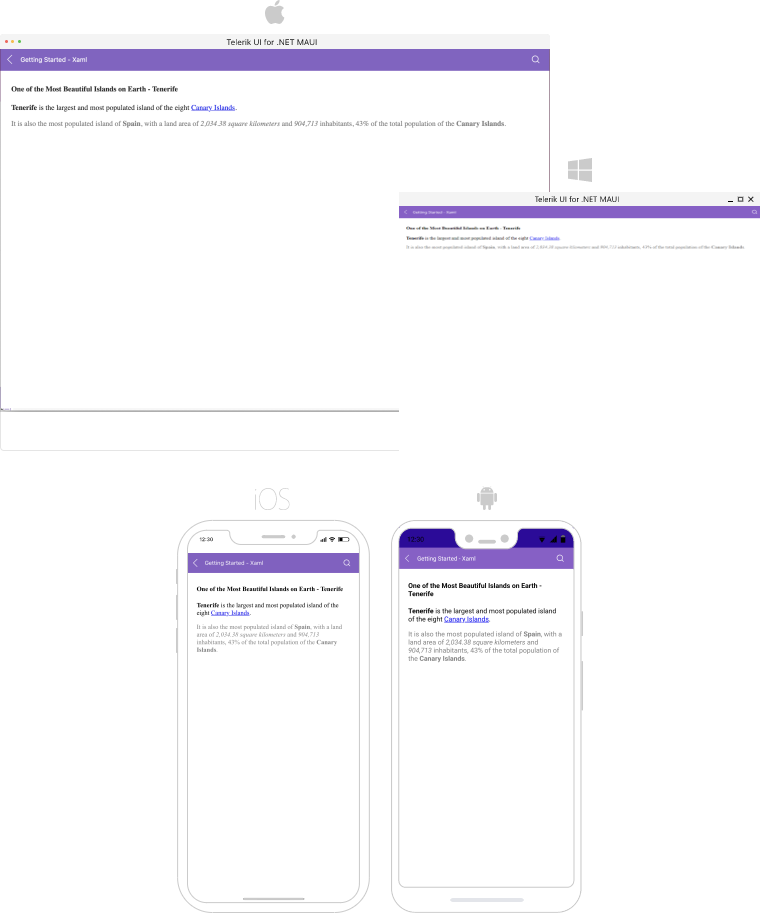 Telerik UI for .NET MAUI
Getting Started - Xaml
One of the Most Beautiful Islands on Earth - Tenerife
Tenerife is the largest and most populated island of the eight Canary Islands.
It is also the most populated island of Spain, with a land area of 2,034.38 square kilometers and 904,713 inhabitants, 43% of the total population of the Canary Islands.
Telerik UI for .NET MAUI
Getting Started - Xaml
One of the Most Beautiful Islands on Earth - Tenerife
Tenerife is the largest and most populated island of the eight Canary Islands.
It is also the most populated island of Spain, with a land area of 2,034.38 square kilometers and 904,713 inhabitants, 43% of the total population of the Canary Islands
iOS
12:30
Getting Started - Xaml
One of the Most Beautiful Islands on Earth - Tenerife
Tenerife is the largest and most populated island of the
eight Canary Islands.
It is also the most populated island of Spain, with a land
area of 2,034.38 square kilometers and 904,713
inhabitants, 43% of the total population of the Canary
Islands.
12:30
Getting Started - Xaml
One of the Most Beautiful Islands on Earth -
Tenerife
Tenerife is the largest and most populated island
of the eight Canary Islands.
It is also the most populated island of Spain, with a
land area of 2,034.38 square kilometers and
904,713 inhabitants, 43% of the total population of
the Canary Islands.